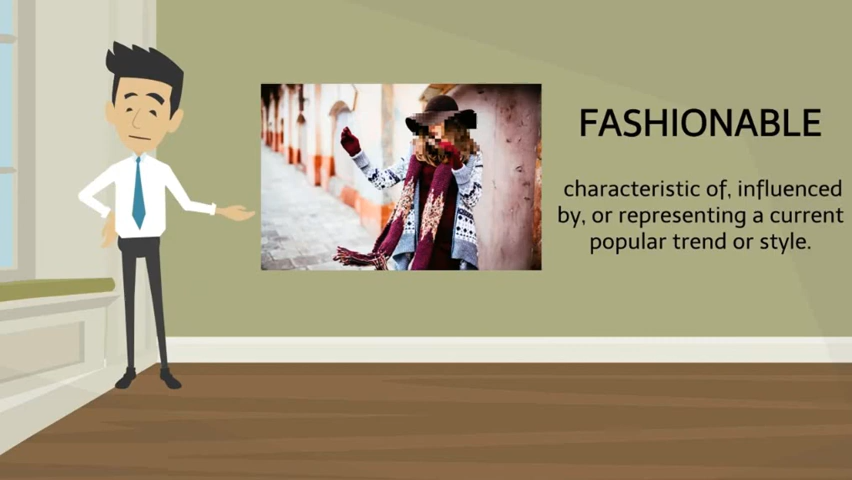 FASHIONABLE
characteristic of, influenced
by, or representing a current
popular trend or style.